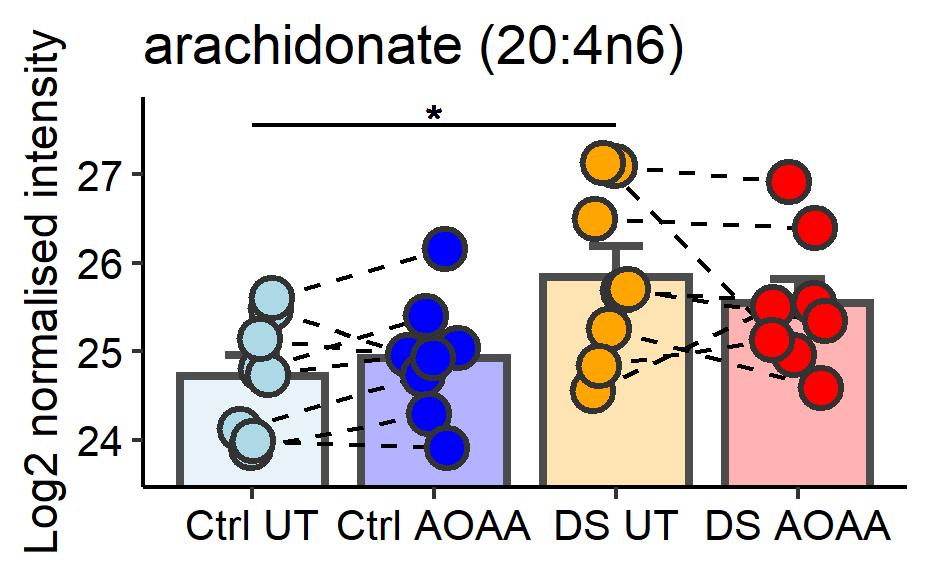 arachidonate (20:4n6)
Log2 normalised intensity
*
27
26
25
24
Ctrl UT Ctrl AOAA DS UT DS AOAA